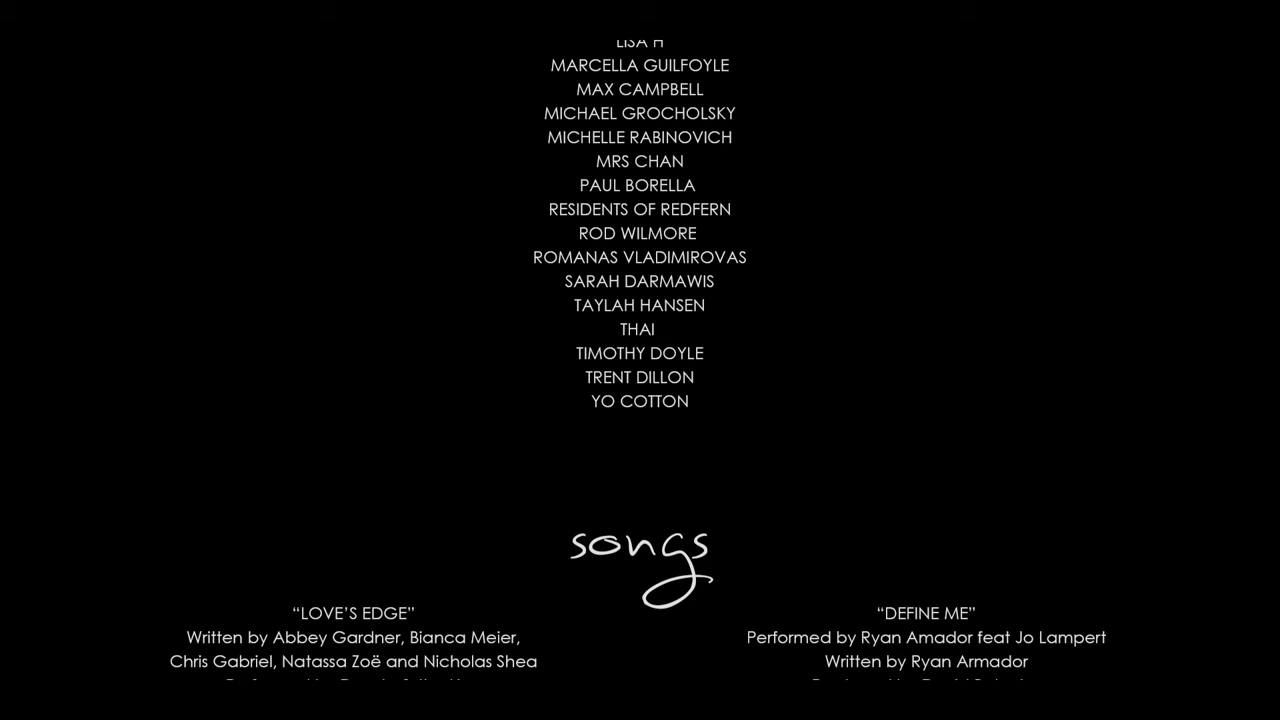 LISA H
MARCELLA GUILFOYLE
MAX CAMPBELL
MICHAEL GROCHOLSKY
MICHELLE RABINOVICH
MRS CHAN
PAUL BORELLA
RESIDENTS OF REDFERN
ROD WILMORE
ROMANAS VLADIMIROVAS
SARAH DARMAWIS
TAYLAH HANSEN
THAI
TIMOTHY DOYLE
TRENT DILLON
YO COTTON
songs
“LOVE’S EDGE”
Written by Abbey Gardner, Bianca Meier,
Chris Gabriel, Natassa Zoë and Nicholas Shea
“DEFINE ME”
Performed by Ryan Amador feat Jo Lampert
Written by Ryan Armador